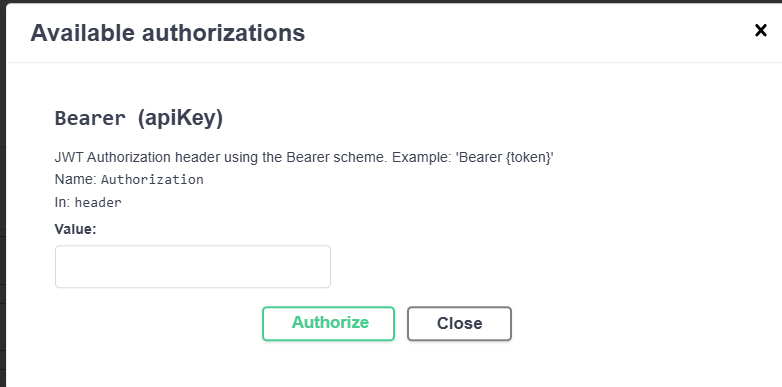 Available authorizations
×
Bearer (apiKey)
JWT Authorization header using the Bearer scheme. Example: 'Bearer {token}'
Name: Authorization
In: header
Value:
Authorize Close